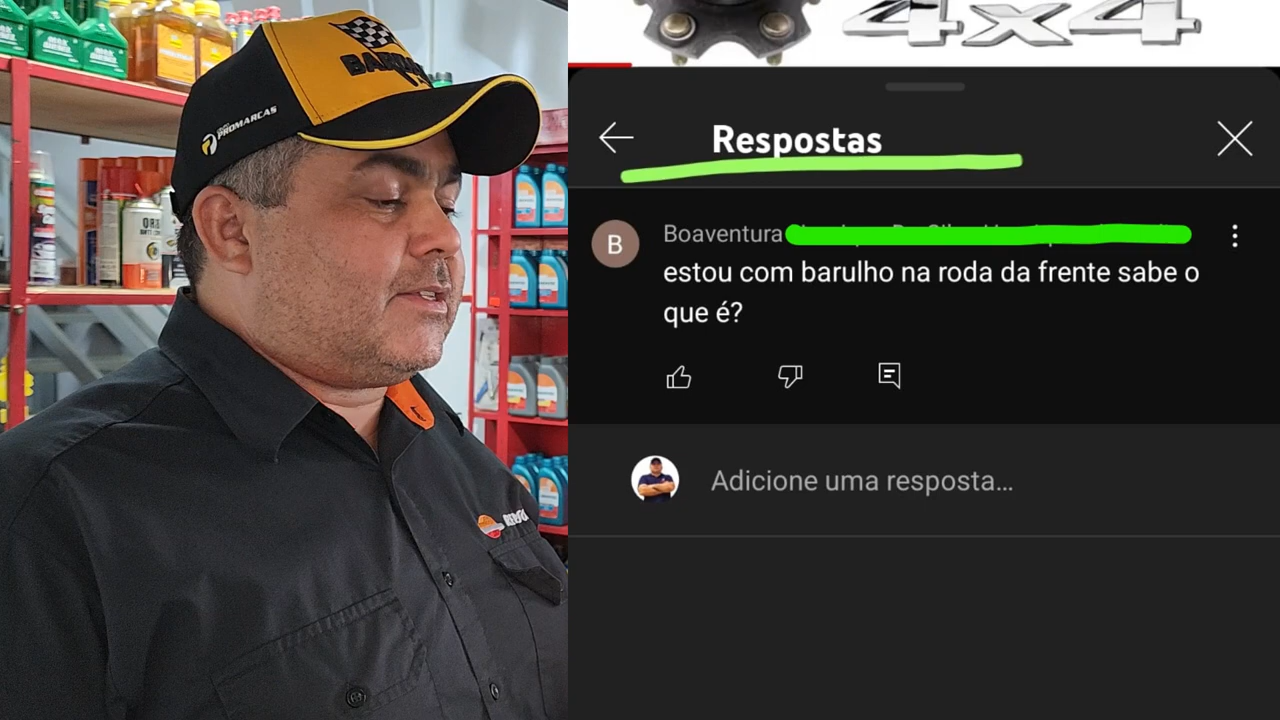 PROMARCAS
4x4
Respostas
B
Boaventura
estou com barulho na roda da frente sabe o
que é?
Adicione uma resposta...